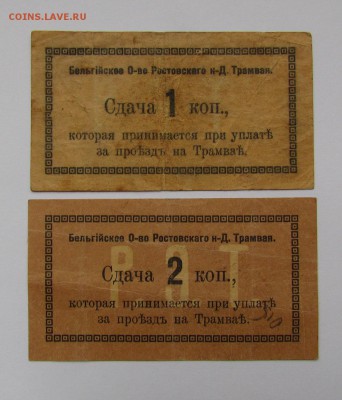 COINS.LAVE.RU
Бельгійское О-во Ростовскаго н-Д. Трамвая.
Сдача 1 коп.,
которая принимается при уплатѣ
за проѣздъ на Трамваѣ.
Бельгійское О-во Ростовскаго н-Д. Трамвая.
РЭТ
Сдача 2 коп.,
которая принимается при уплатѣ
за проѣздъ на Трамваѣ.